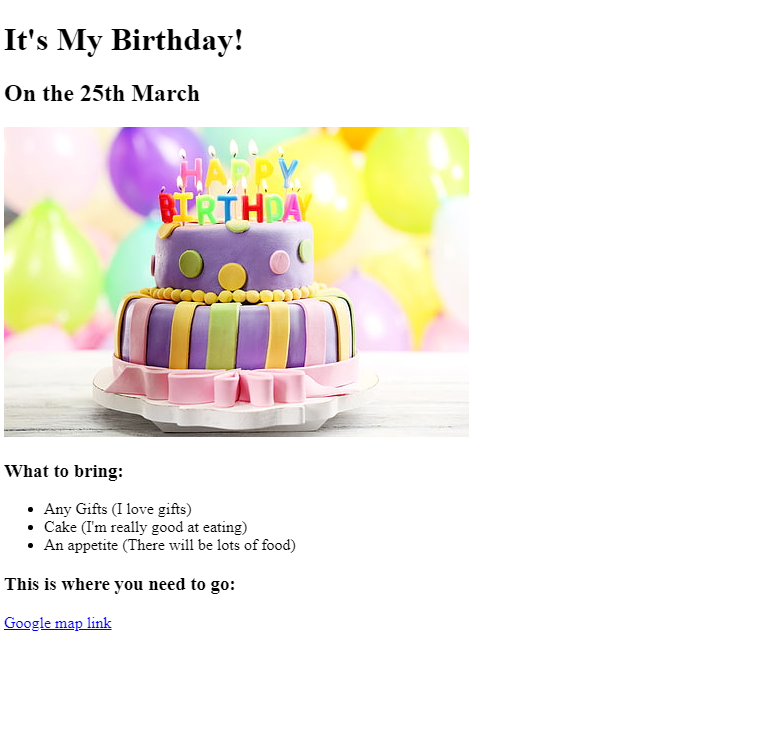 It's My Birthday!
On the 25th March
HAPPY
BIRTHDAY
What to bring:
Any Gifts (I love gifts)
Cake (I'm really good at eating)
An appetite (There will be lots of food)
This is where you need to go:
Google map link